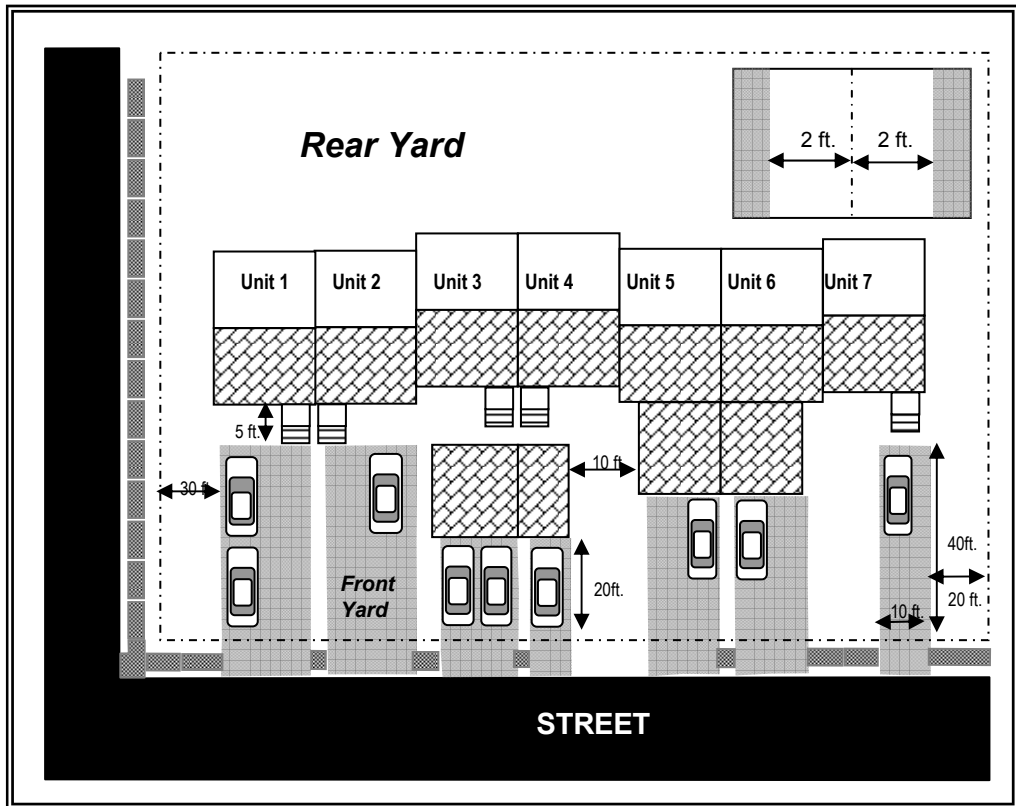 Rear Yard
2 ft. 2 ft.
Unit 1 Unit 2 Unit 3 Unit 4 Unit 5 Unit 6 Unit 7
5 ft.
30 ft
10 ft.
Front
Yard
20ft.
40ft.
20 ft.
10 ft
STREET